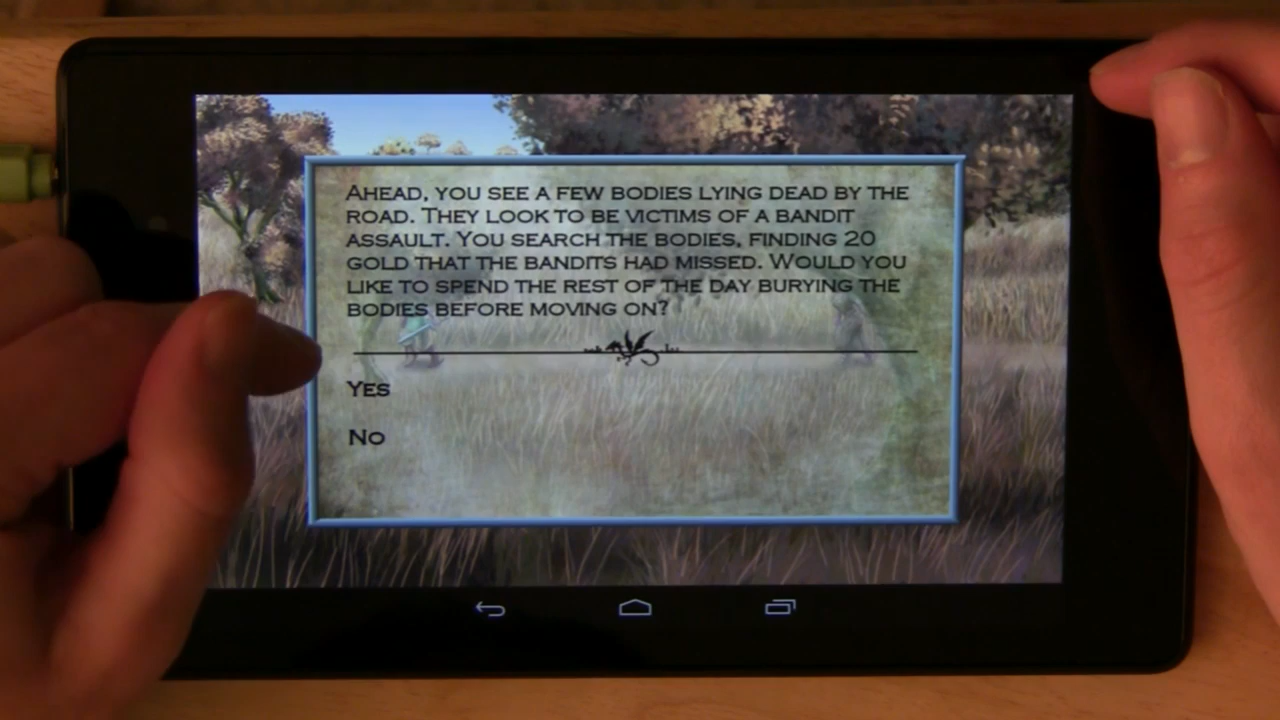 Ahead, you see a few bodies lying dead by the
road. They look to be victims of a bandit
assault. You search the bodies, finding 20
gold that the bandits had missed. Would you
like to spend the rest of the day burying the
bodies before moving on?
Yes
No